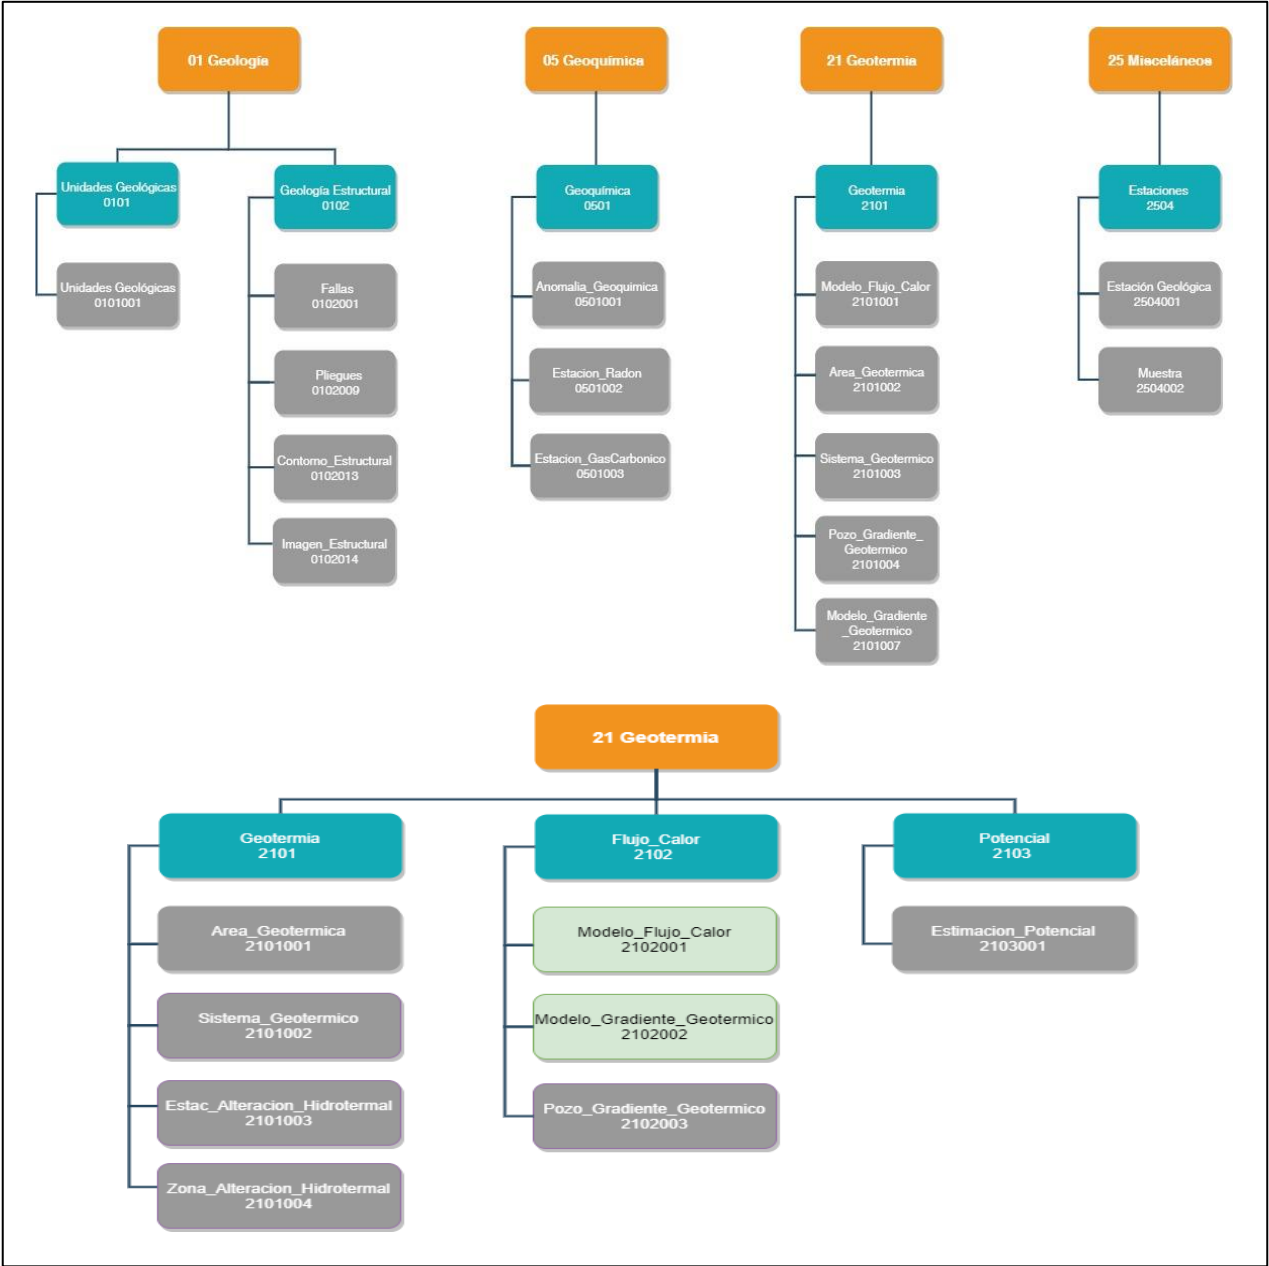 01 Geología
Unidades Geológicas
0101
Unidades Geológicas
0101001
Geología Estructural
0102
Fallas
0102001
Pliegues
0102009
Contorno_Estructural
0102013
Imagen_Estructural
0102014
05 Geoquímica
Geoquímica
0501
Anomalia_Geoquimica
0501001
Estacion_Radon
0501002
Estacion_GasCarbonico
0501003
21 Geotermia
Geotermia
2101
Modelo_Flujo_Calor
2101001
Area_Geotermica
2101002
Sistema_Geotermico
2101003
Pozo_Gradiente_
Geotermico
2101004
Modelo_Gradiente
_Geotermico
2101007
25 Misceláneos
Estaciones
2504
Estación Geológica
2504001
Muestra
2504002
21 Geotermia
Geotermia
2101
Area_Geotermica
2101001
Sistema_Geotermico
2101002
Estac_Alteracion_Hidrotermal
2101003
Zona_Alteracion_Hidrotermal
2101004
Flujo_Calor
2102
Modelo_Flujo_Calor
2102001
Modelo_Gradiente_Geotermico
2102002
Pozo_Gradiente_Geotermico
2102003
Potencial
2103
Estimacion_Potencial
2103001